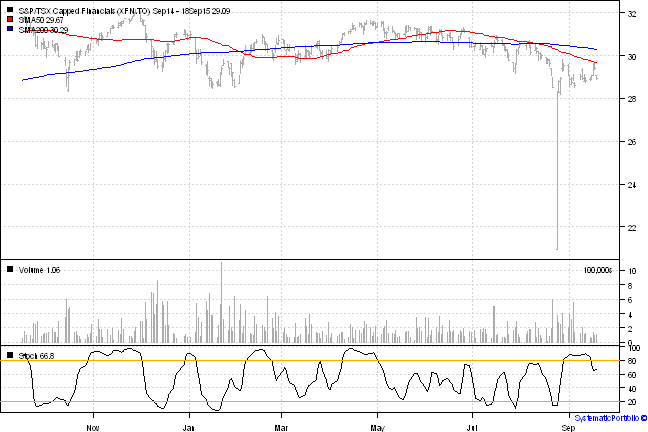 S&P/TSX Capped Financials (XFN.TO) Sep14 - 18Sep15 29.09
SMA50 29.67
SMA200 30.29
32
30
28
26
24
22
Volume 1.06
100,000s
10
8
6
4
2
0
Stoch 66.8
100
80
60
40
20
Nov
Jan
Mar
May
Jul
Sep
SystematicPortfolio ©